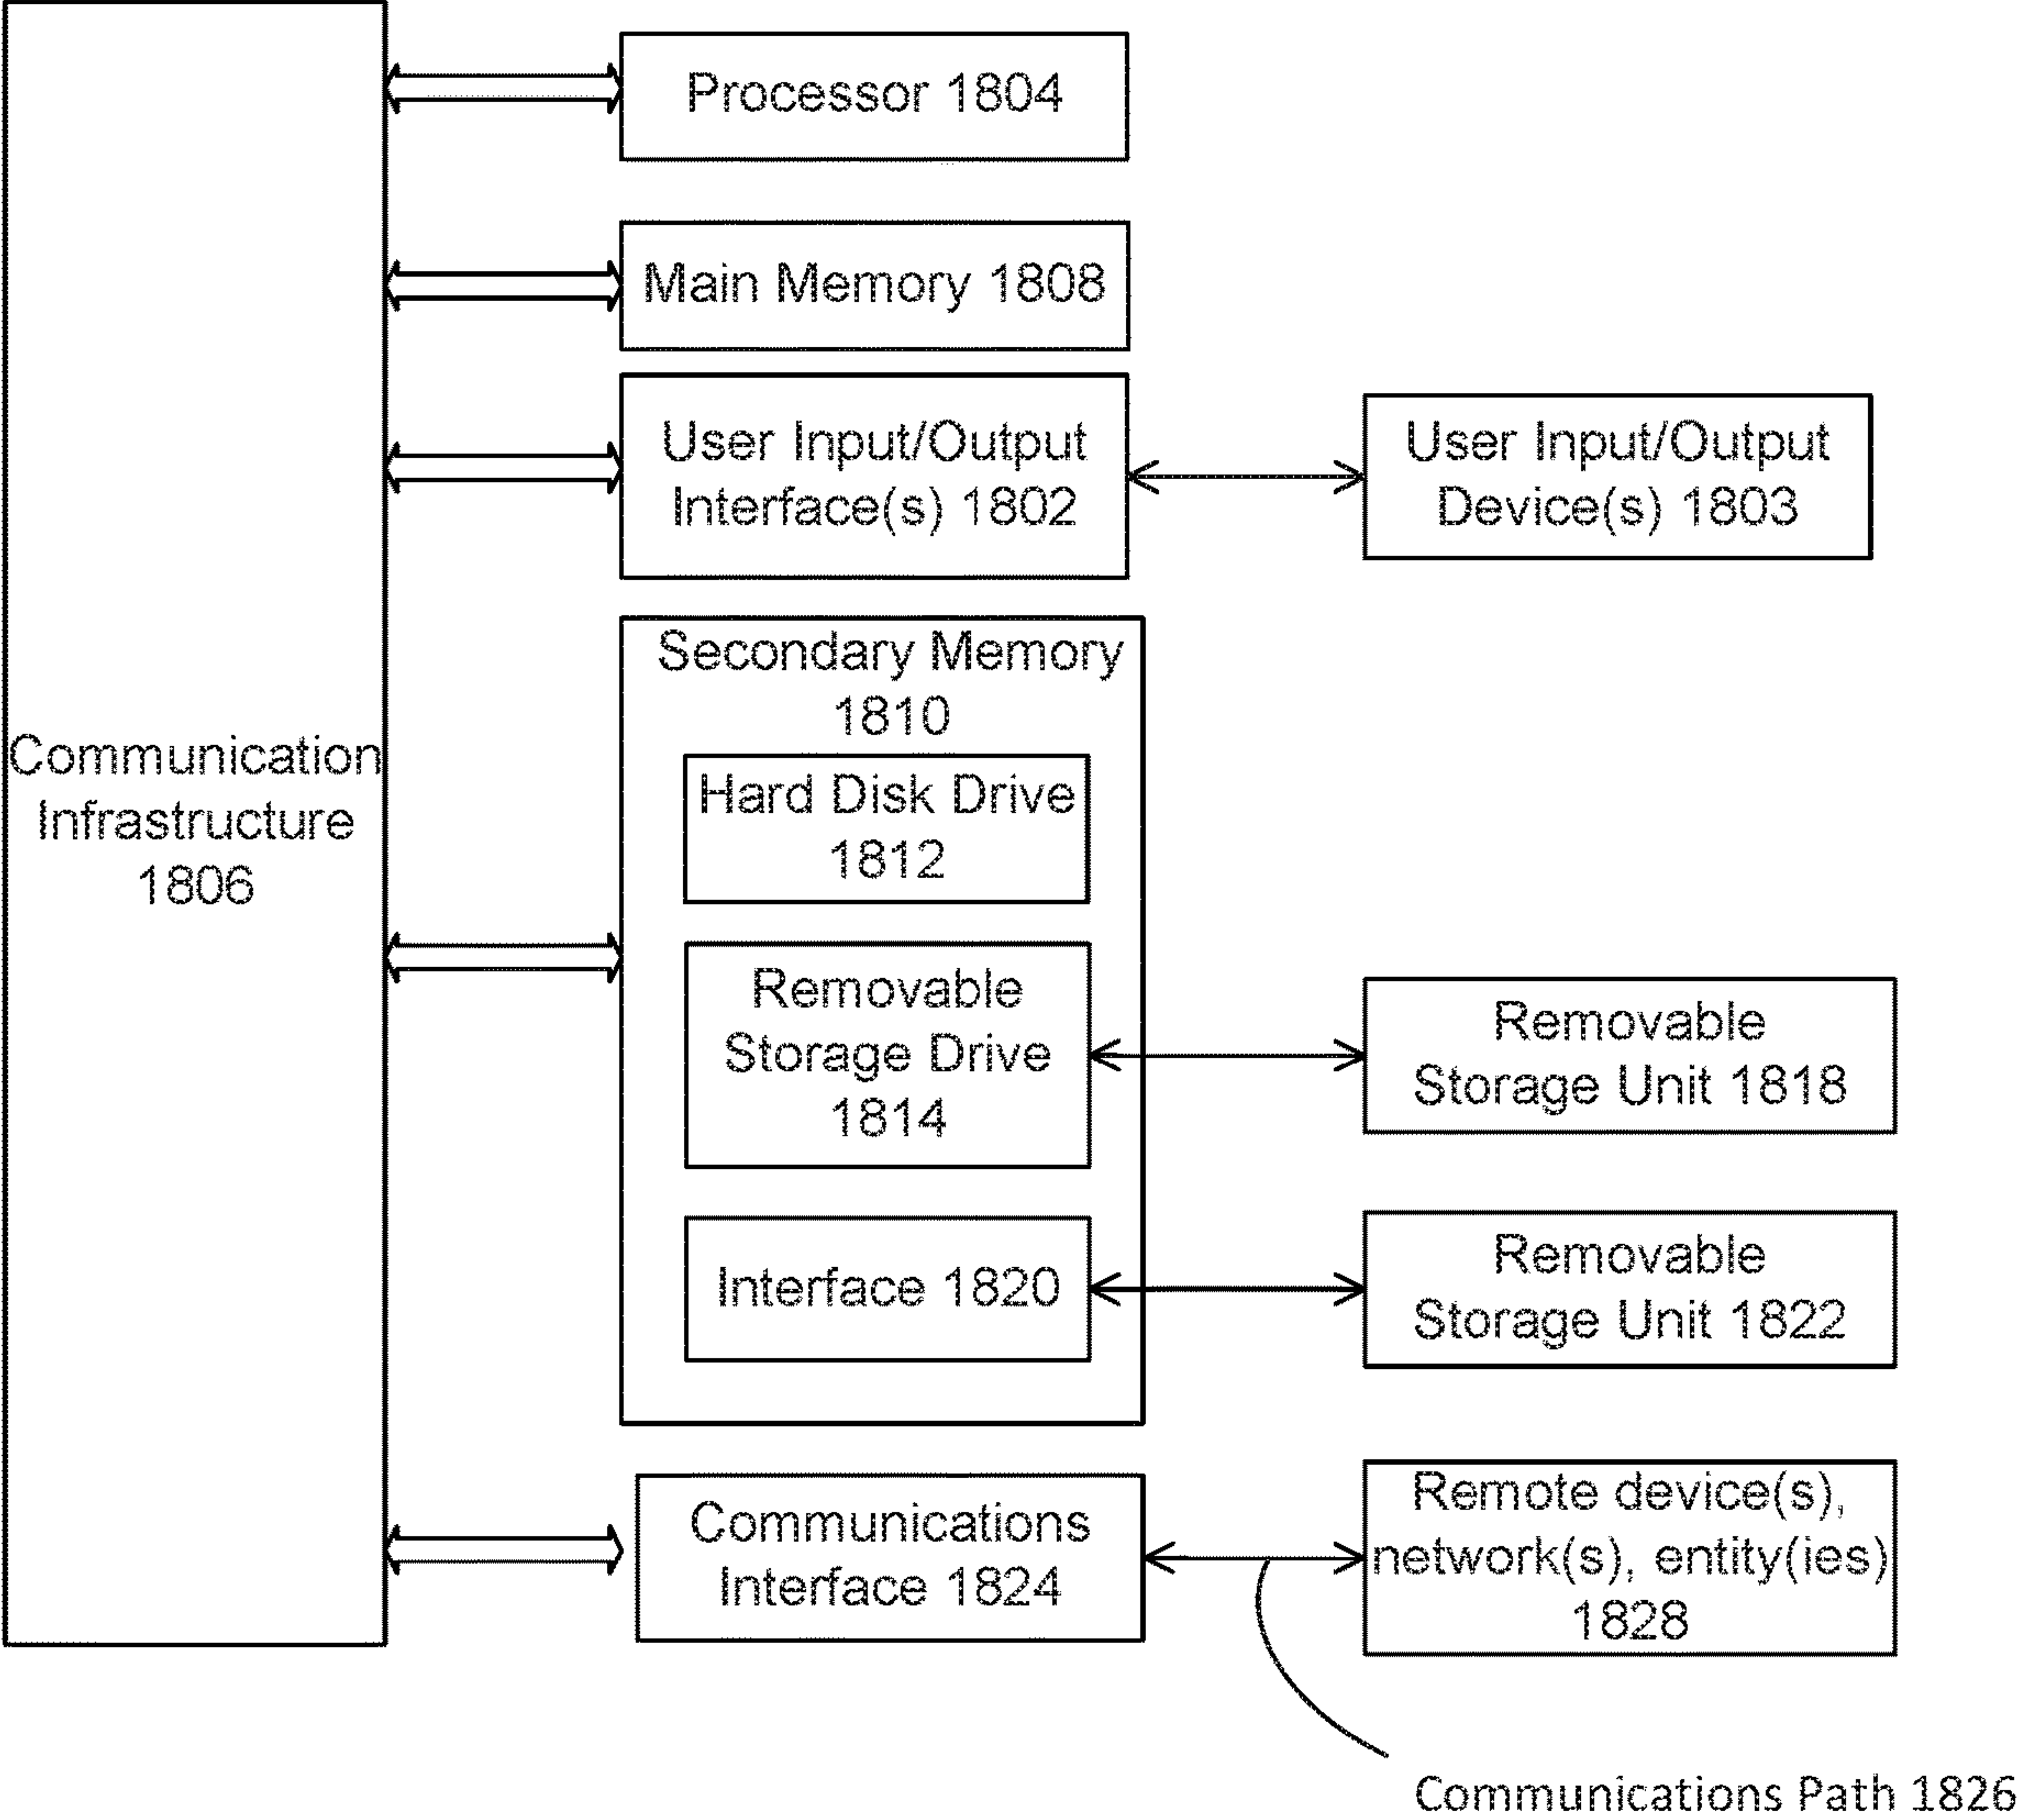 Processor 1804
Main Memory 1808
User Input/Output
Interface(s) 1802
User Input/Output
Device(s) 1803
Communication
Infrastructure
1806
Secondary Memory
1810
Hard Disk Drive
1812
Removable
Storage Drive
1814
Removable
Storage Unit 1818
Interface 1820
Removable
Storage Unit 1822
Communications
Interface 1824
Remote device(s),
network(s), entity(ies)
1828
Communications Path 1826